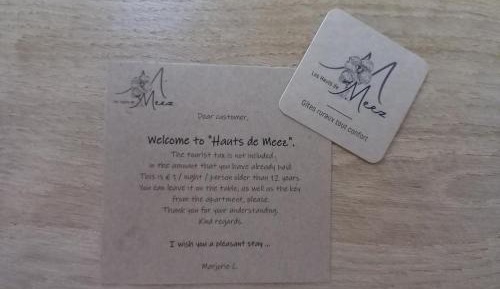 Les Hauts de
Meez
Dear customer,
Welcome to "Hauts de Meez".
The tourist tax is not included
in the amount that you have already paid
This is € 1 / night / person older than 12 years.
You can leave it on the table, as well as the key
from the apartment, please.
Thank you for your understanding.
Kind regards.
I wish you a pleasant stay ...
Marjorie C.
Les Hauts de
Meez
Gîtes ruraux tout confort